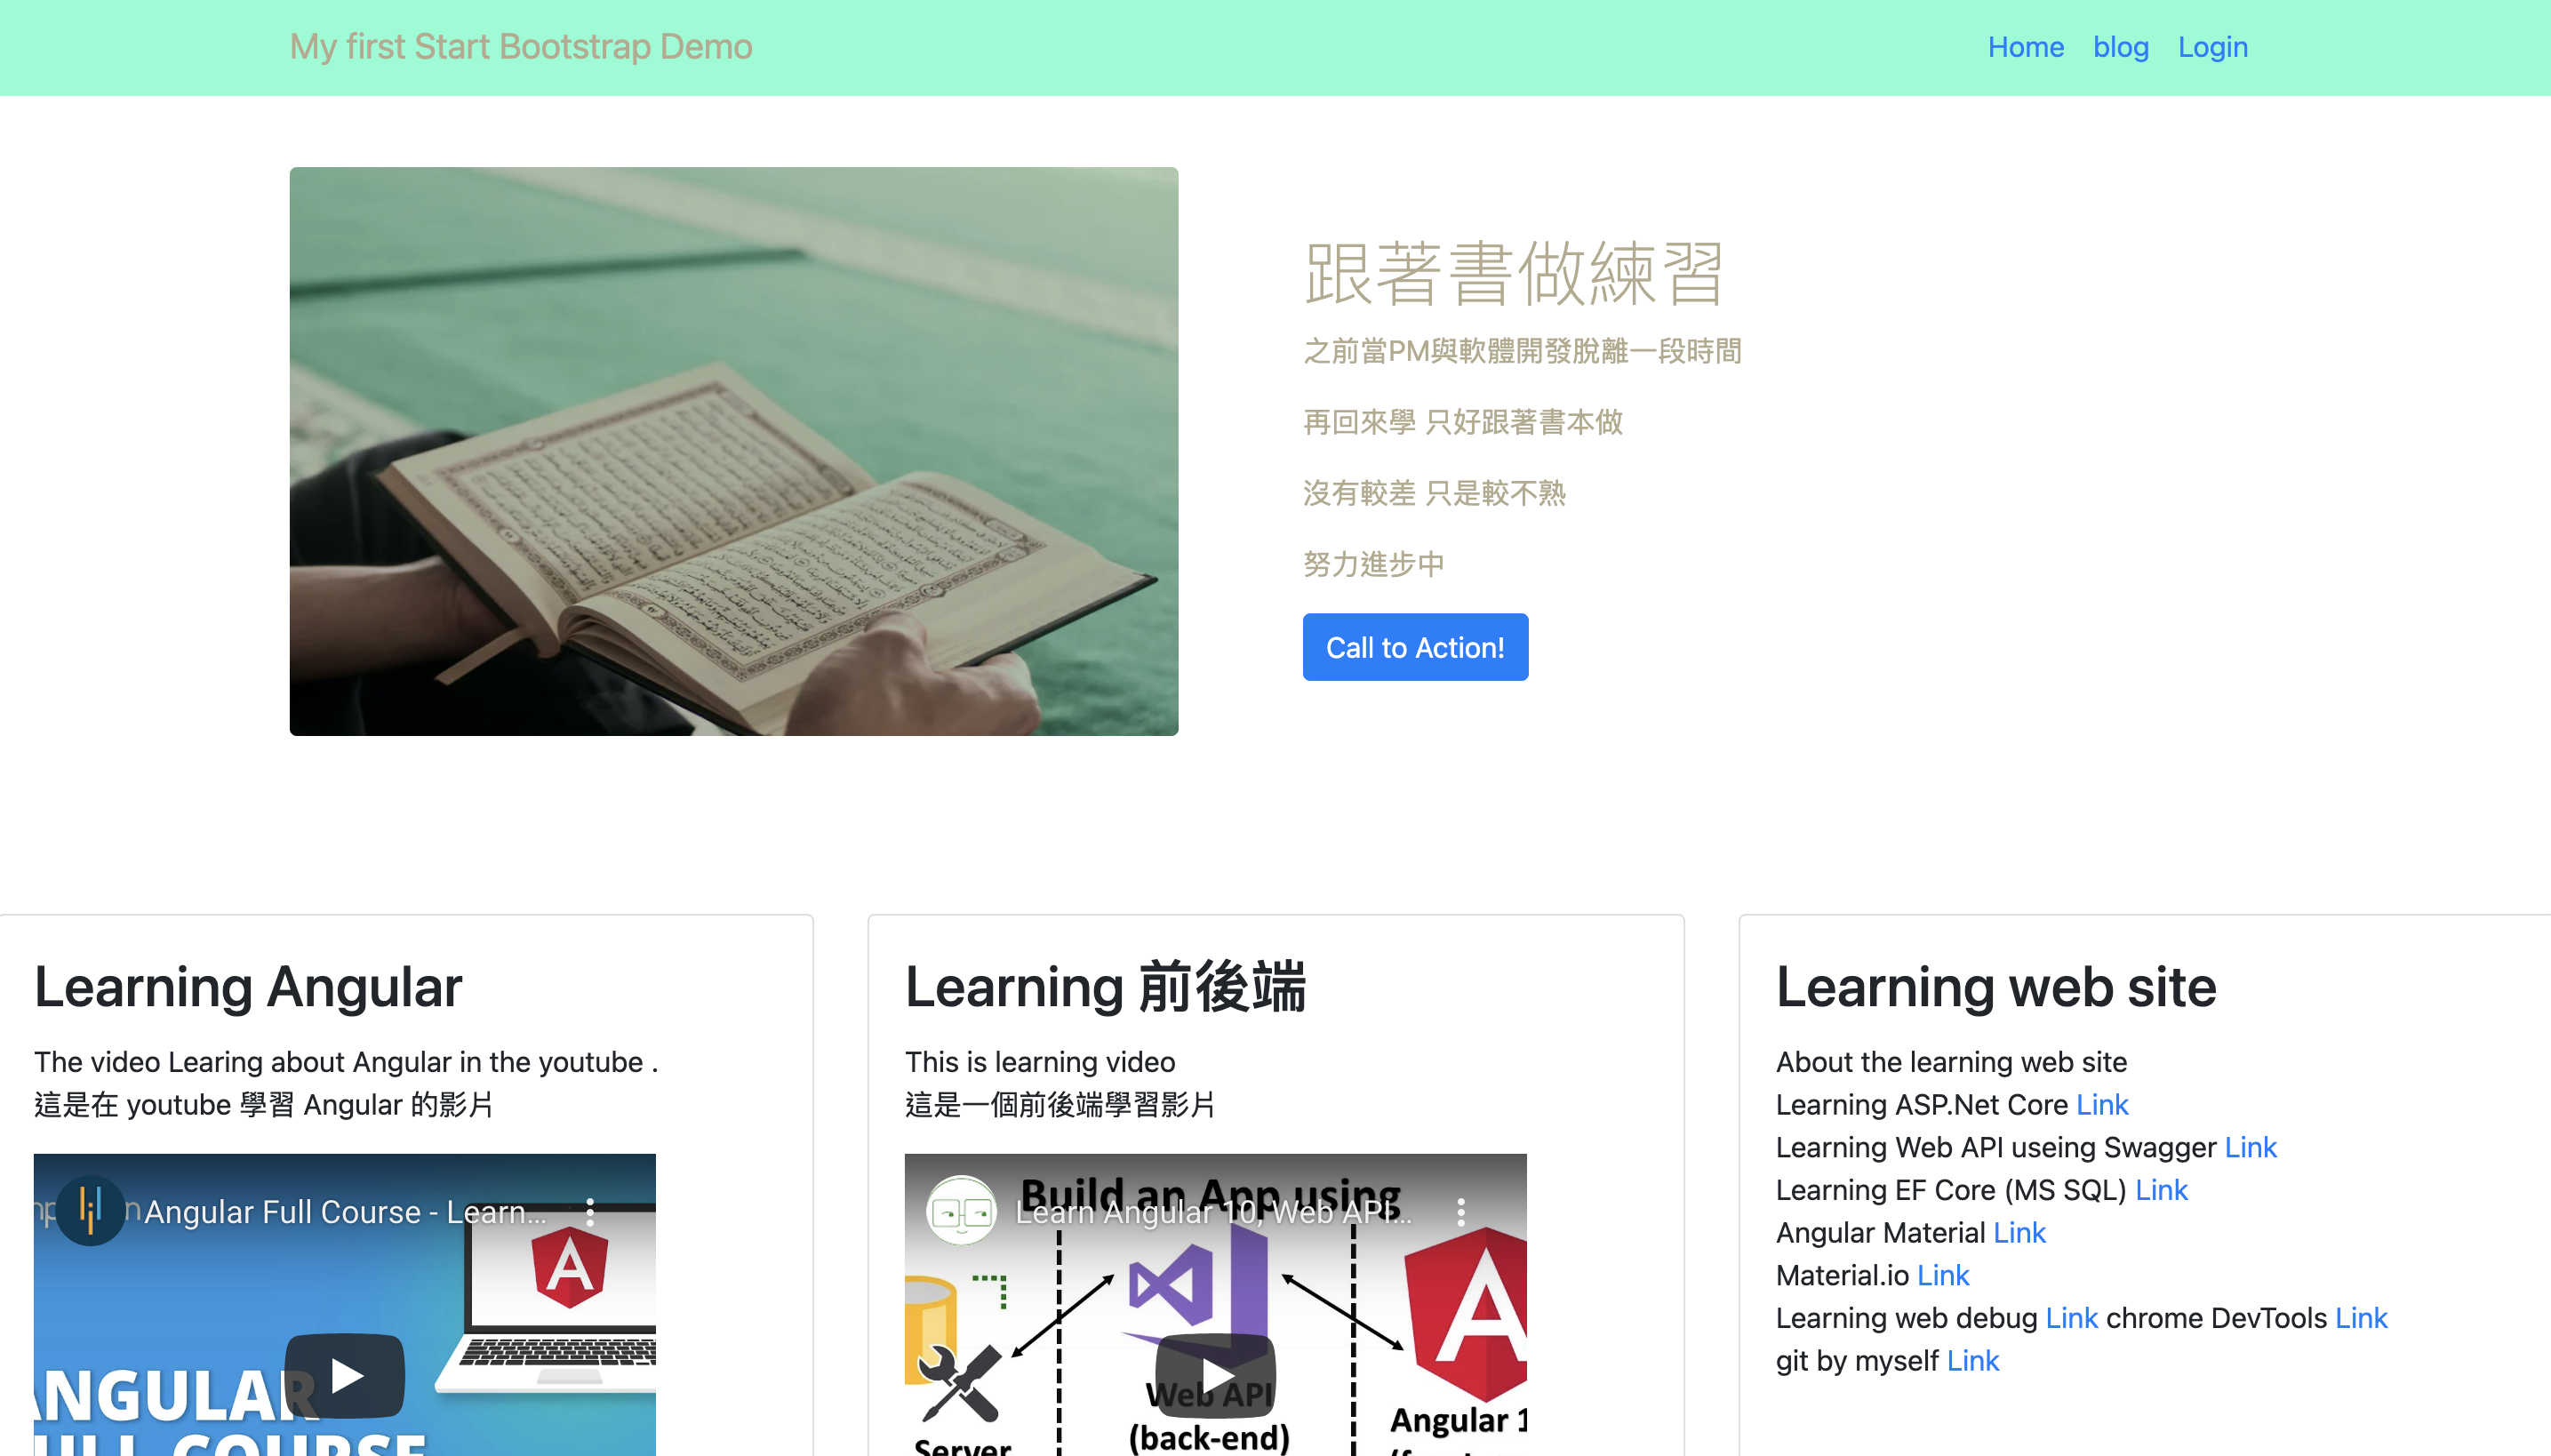 My first Start Bootstrap Demo
Home blog Login
跟著書做練習
之前當PM與軟體開發脫離一段時間
再回來學 只好跟著書本做
沒有較差 只是較不熟
努力進步中
Call to Action!
Learning Angular
The video Learing about Angular in the youtube .
這是在 youtube 學習 Angular 的影片
Angular Full Course - Learn...
ANGULAR
FULL COURSE
Learning 前後端
This is learning video
這是一個前後端學習影片
Build an App using
Learn Angular 10, Web API...
Web API
(back-end)
Server
Angular 1
Learning web site
About the learning web site
Learning ASP.Net Core Link
Learning Web API useing Swagger Link
Learning EF Core (MS SQL) Link
Angular Material Link
Material.io Link
Learning web debug Link chrome DevTools Link
git by myself Link